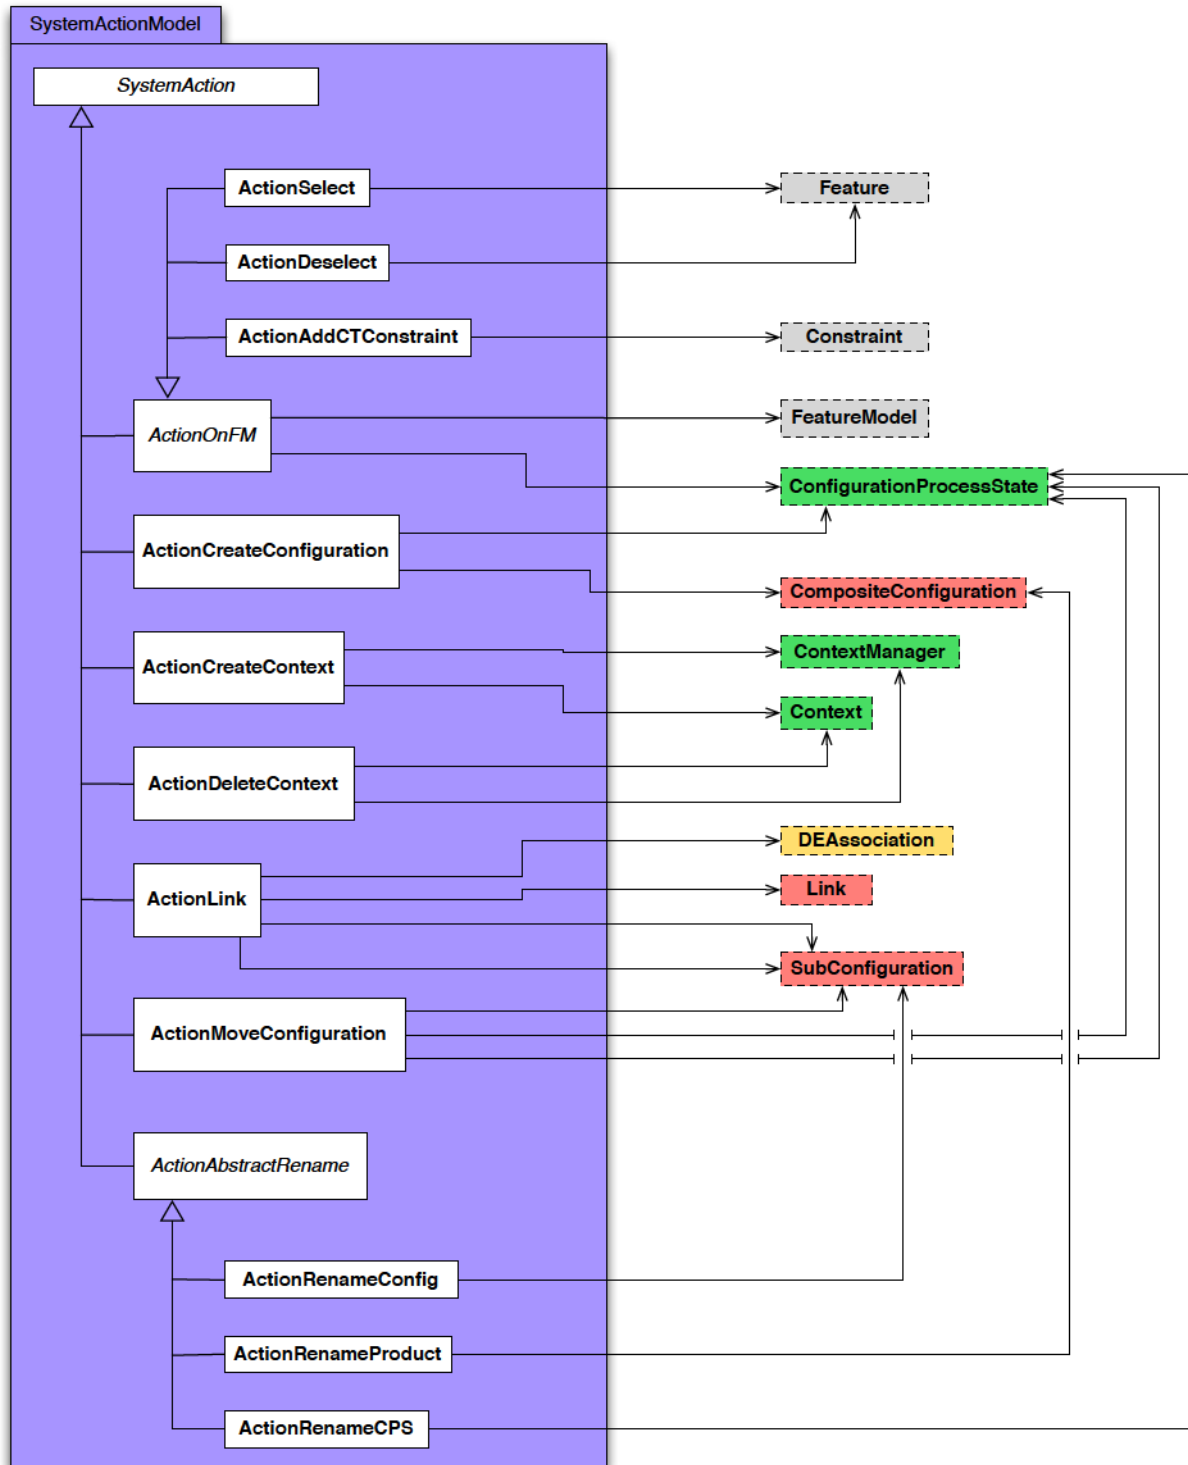 SystemActionModel
SystemAction
ActionSelect
Feature
ActionDeselect
ActionAddCTConstraint
Constraint
ActionOnFM
FeatureModel
ConfigurationProcessState
ActionCreateConfiguration
CompositeConfiguration
ActionCreateContext
ContextManager
Context
ActionDeleteContext
DEAssociation
ActionLink
Link
SubConfiguration
ActionMoveConfiguration
ActionAbstractRename
ActionRenameConfig
ActionRenameProduct
ActionRenameCPS